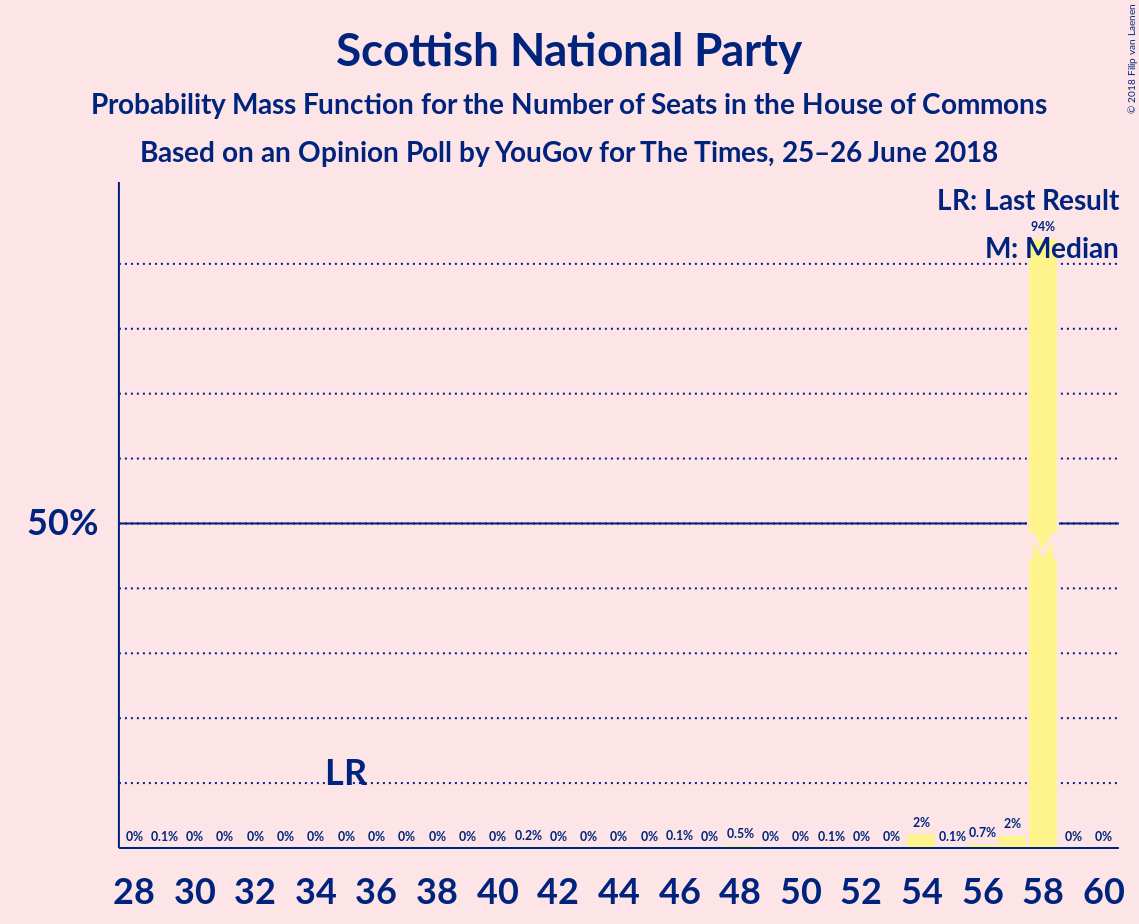 Scottish National Party
Probability Mass Function for the Number of Seats in the House of Commons
Based on an Opinion Poll by YouGov for The Times, 25–26 June 2018
© 2018 Filip van Laenen
LR: Last Result
94%
M: Median
50%
M
LR
0% 0.1% 0% 0% 0% 0% 0% 0% 0% 0% 0% 0% 0% 0.2% 0% 0% 0% 0% 0.1% 0% 0.5% 0% 0% 0.1% 0% 0% 2% 0.1% 0.7% 2% 0% 0%
28 30 32 34 36 38 40 42 44 46 48 50 52 54 56 58 60